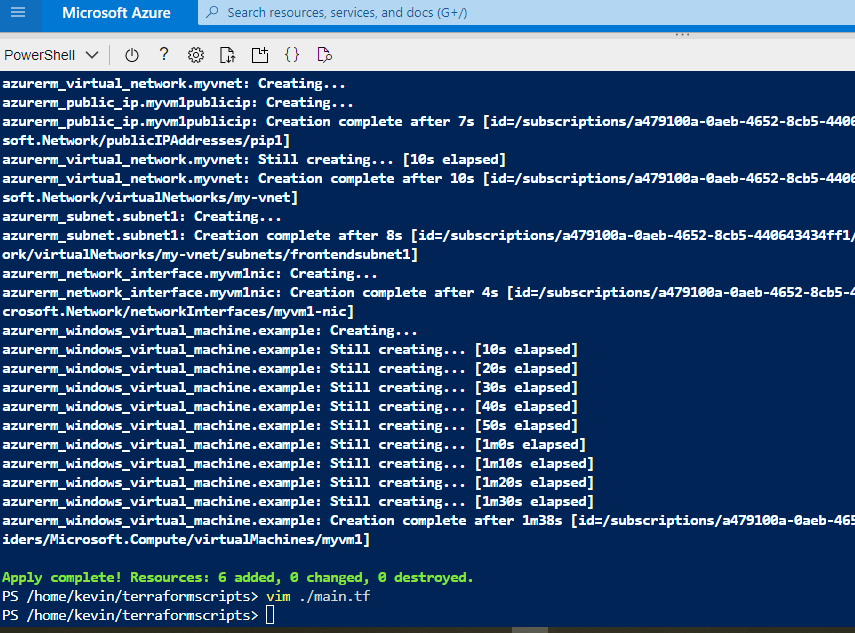 Microsoft Azure
Search resources, services, and docs (G+/)
PowerShell
azurerm_virtual_network.myvnet: Creating...
azurerm_public_ip.myvm1publicip: Creating...
azurerm_public_ip.myvm1publicip: Creation complete after 7s [id=/subscriptions/a479100a-0aeb-4652-8cb5-4406
soft.Network/publicIPAddresses/pip1]
azurerm_virtual_network.myvnet: Still creating... [10s elapsed]
azurerm_virtual_network.myvnet: Creation complete after 10s [id=/subscriptions/a479100a-0aeb-4652-8cb5-4406
soft.Network/virtualNetworks/my-vnet]
azurerm_subnet.subnet1: Creating...
azurerm_subnet.subnet1: Creation complete after 8s [id=/subscriptions/a479100a-0aeb-4652-8cb5-440643434ff1/
ork/virtualNetworks/my-vnet/subnets/frontendsubnet1]
azurerm_network_interface.myvm1nic: Creating...
azurerm_network_interface.myvm1nic: Creation complete after 4s [id=/subscriptions/a479100a-0aeb-4652-8cb5-4
crosoft.Network/networkInterfaces/myvm1-nic]
azurerm_windows_virtual_machine.example: Creating...
azurerm_windows_virtual_machine.example: Still creating... [10s elapsed]
azurerm_windows_virtual_machine.example: Still creating... [20s elapsed]
azurerm_windows_virtual_machine.example: Still creating... [30s elapsed]
azurerm_windows_virtual_machine.example: Still creating... [40s elapsed]
azurerm_windows_virtual_machine.example: Still creating... [50s elapsed]
azurerm_windows_virtual_machine.example: Still creating... [1m0s elapsed]
azurerm_windows_virtual_machine.example: Still creating... [1m10s elapsed]
azurerm_windows_virtual_machine.example: Still creating... [1m20s elapsed]
azurerm_windows_virtual_machine.example: Still creating... [1m30s elapsed]
azurerm_windows_virtual_machine.example: Creation complete after 1m38s [id=/subscriptions/a479100a-0aeb-465
iders/Microsoft.Compute/virtualMachines/myvm1]
Apply complete! Resources: 6 added, 0 changed, 0 destroyed.
PS /home/kevin/terraformscripts> vim ./main.tf
PS /home/kevin/terraformscripts>